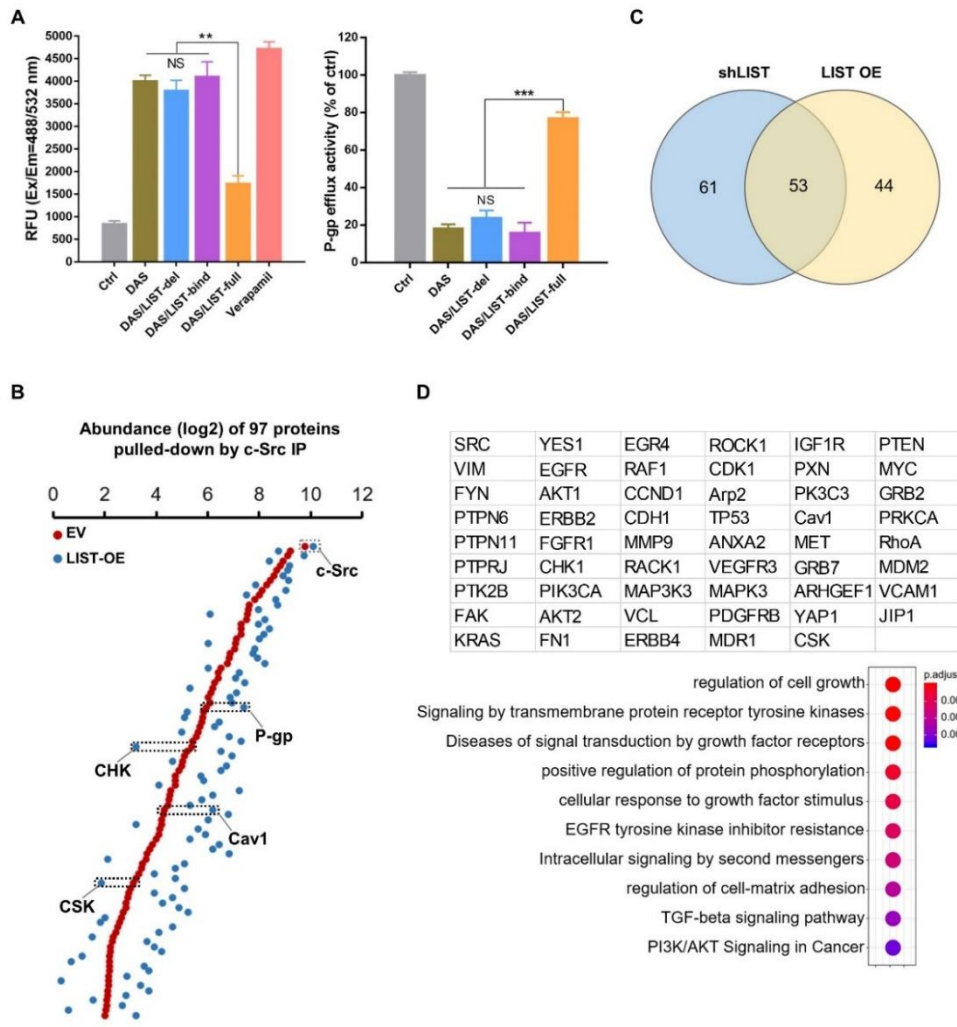 A
5000
4500
4000
3500
3000
2500
2000
1500
1000
500
0
RFU (Ex/Em=488/532 nm)
**
NS
Ctrl
DAS
DAS/LIST-del
DAS/LIST-bind
DAS/LIST-full
Verapamil
120
100
80
60
40
20
0
P-gp efflux activity (% of ctrl)
***
NS
Ctrl
DAS
DAS/LIST-del
DAS/LIST-bind
DAS/LIST-full
C
shLIST LIST OE
61 53 44
B
Abundance (log2) of 97 proteins
pulled-down by c-Src IP
0 2 4 6 8 10 12
EV
LIST-OE
c-Src
P-gp
CHK
Cav1
CSK
D
SRC YES1 EGR4 ROCK1 IGF1R PTEN
VIM EGFR RAF1 CDK1 PXN MYC
FYN AKT1 CCND1 Arp2 PK3C3 GRB2
PTPN6 ERBB2 CDH1 TP53 Cav1 PRKCA
PTPN11 FGFR1 MMP9 ANXA2 MET RhoA
PTPRJ CHK1 RACK1 VEGFR3 GRB7 MDM2
PTK2B PIK3CA MAP3K3 MAPK3 ARHGEF1 VCAM1
FAK AKT2 VCL PDGFRB YAP1 JIP1
KRAS FN1 ERBB4 MDR1 CSK
regulation of cell growth
Signaling by transmembrane protein receptor tyrosine kinases
Diseases of signal transduction by growth factor receptors
positive regulation of protein phosphorylation
cellular response to growth factor stimulus
EGFR tyrosine kinase inhibitor resistance
Intracellular signaling by second messengers
regulation of cell-matrix adhesion
TGF-beta signaling pathway
PI3K/AKT Signaling in Cancer
p.adjus
0.00
0.00
0.00